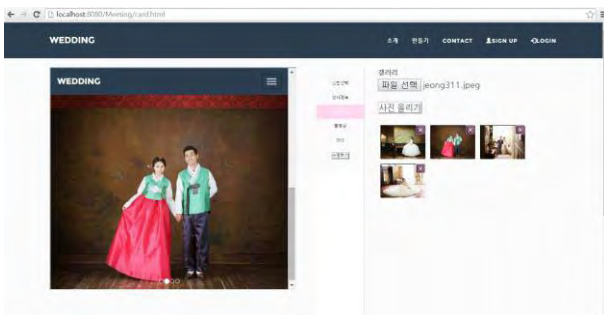 localhost:8080/Meeting/card.html
WEDDING
소개 만들기 CONTACT SIGN UP LOGIN
WEDDING
갤러리
파일 선택 jeong311.jpeg
사진 올리기